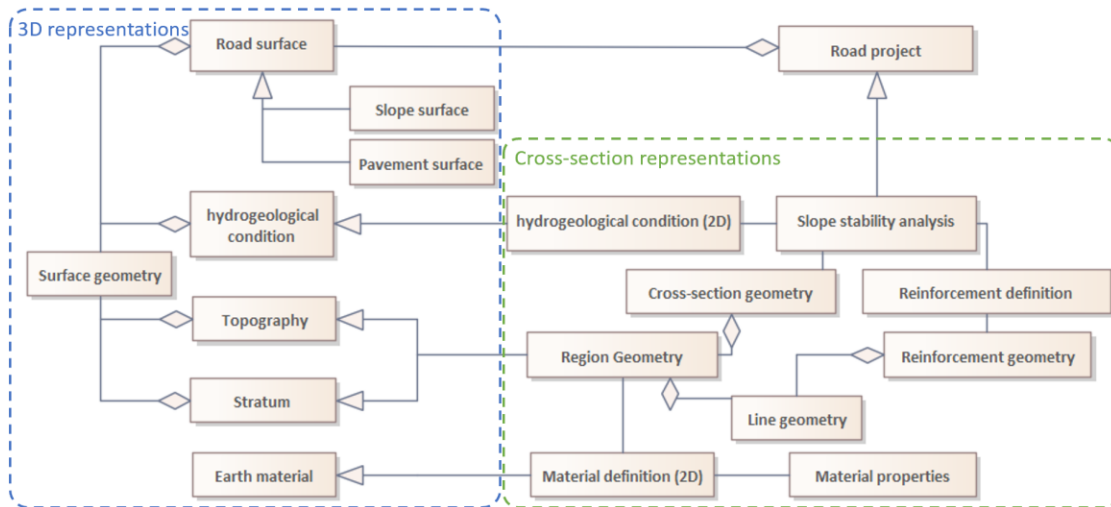 3D representations
Road surface
Road project
Slope surface
Pavement surface
Cross-section representations
hydrogeological
condition
hydrogeological condition (2D)
Slope stability analysis
Surface geometry
Cross-section geometry
Reinforcement definition
Topography
Region Geometry
Reinforcement geometry
Stratum
Line geometry
Earth material
Material definition (2D)
Material properties